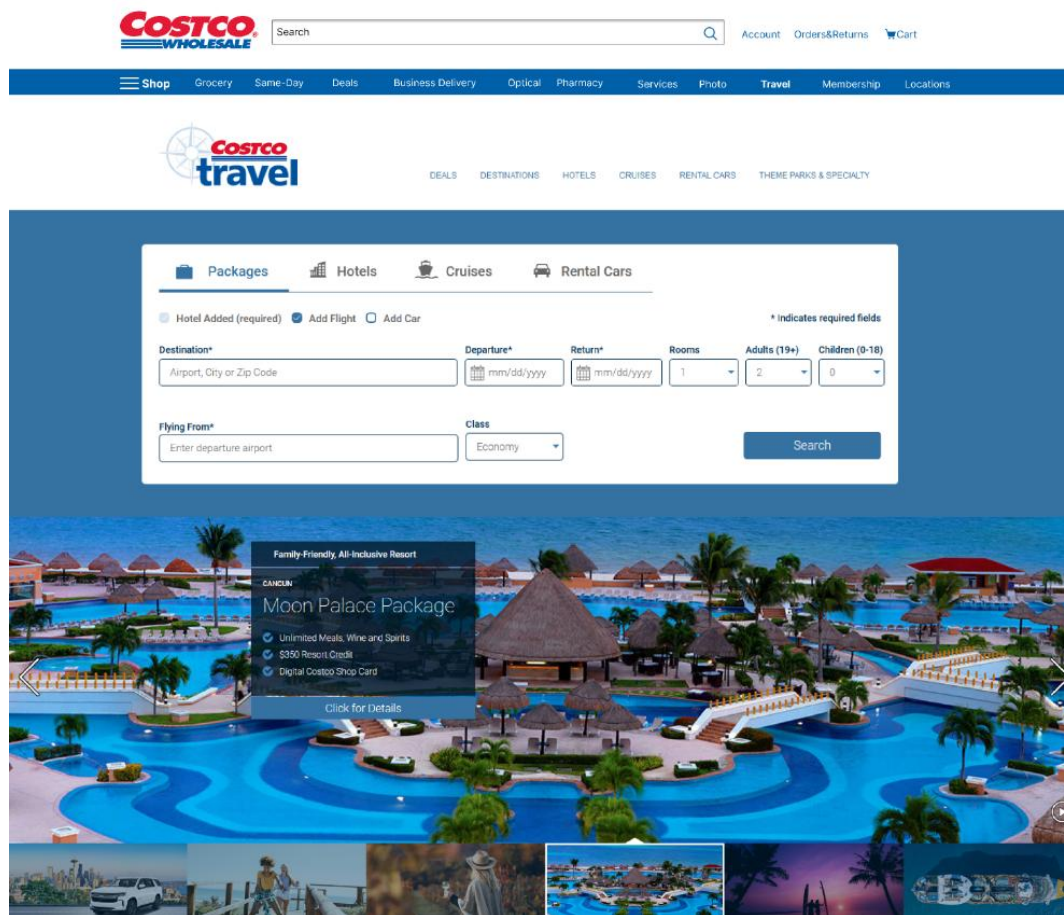 COSTCO
WHOLESALE
Search
Account Orders&Returns Cart
Shop Grocery Same-Day Deals Business Delivery Optical Pharmacy Services Photo Travel Membership Locations
COSTCO
travel
DEALS DESTINATIONS HOTELS CRUISES RENTAL CARS THEME PARKS & SPECIALTY
Packages Hotels Cruises Rental Cars
Hotel Added (required) Add Flight Add Car * Indicates required fields
Destination* Departure* Return* Rooms Adults (19+) Children (0-18)
Airport, City or Zip Code mm/dd/yyyy mm/dd/yyyy 1 2 0
Flying From* Class
Enter departure airport Economy Search
Family-Friendly, All-Inclusive Resort
CANCUN
Moon Palace Package
Unlimited Meals, Wine and Spirits
$350 Resort Credit
Digital Costco Shop Card
Click for Details